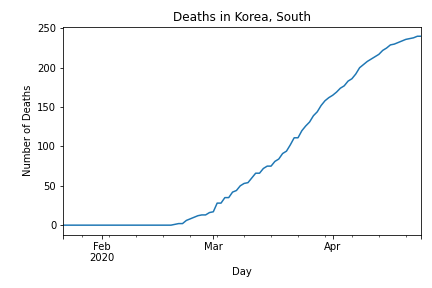 Deaths in Korea, South
250
200
150
100
50
0
Number of Deaths
Feb
2020
Mar
Apr
Day